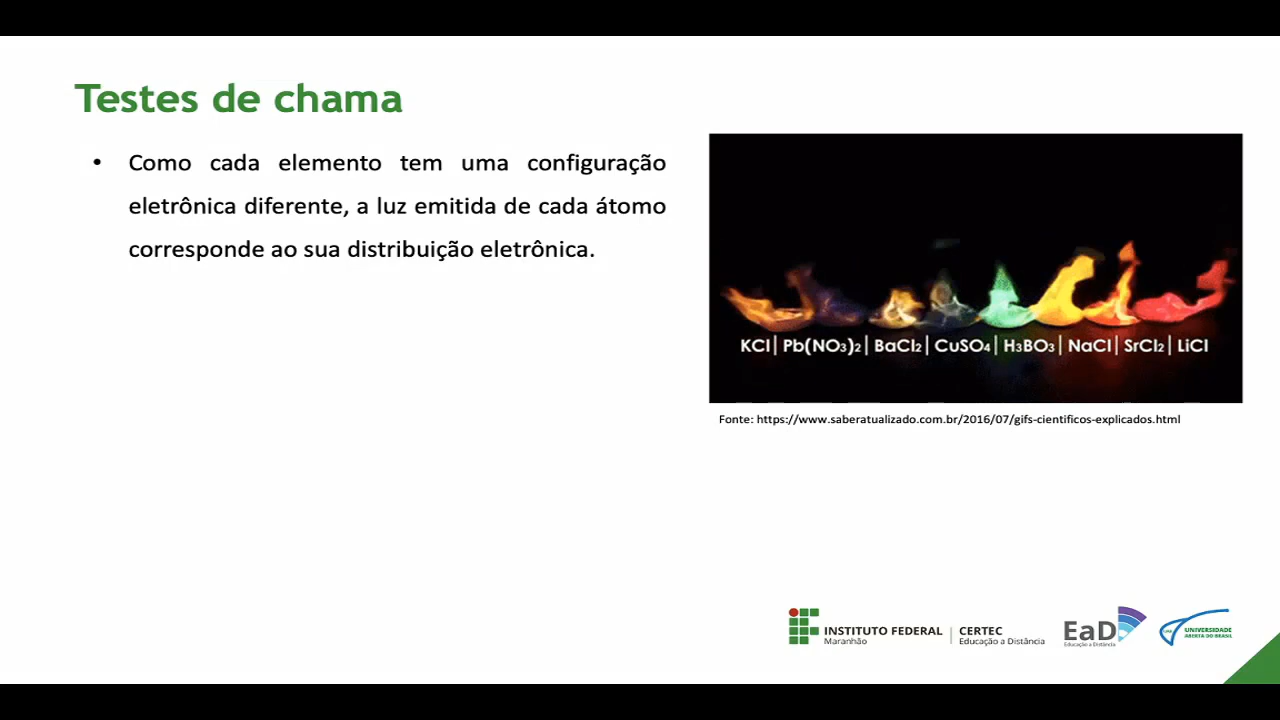 Testes de chama
• Como cada elemento tem uma configuração
eletrônica diferente, a luz emitida de cada átomo
corresponde ao sua distribuição eletrônica.
KCl| Pb(NO₃)₂| BaCl₂| CuSO₄| H₃BO₃| NaCl| SrCl₂| LiCl
Fonte: https://www.saberatualizado.com.br/2016/07/gifs-cientificos-explicados.html
INSTITUTO FEDERAL
Maranhão
CERTEC
Educação a Distância
EaD
Educação a Distância
UNIVERSIDADE
ABERTA DO BRASIL